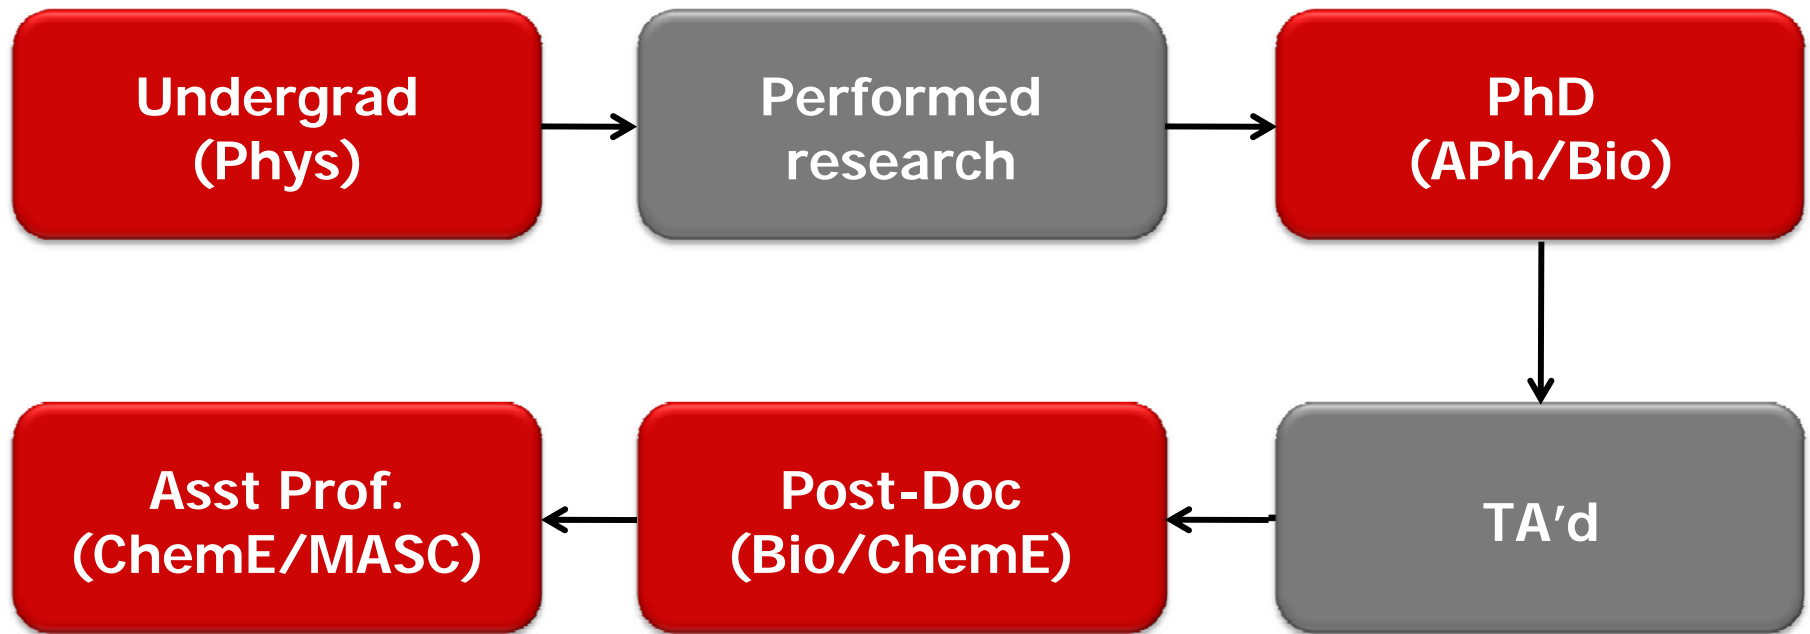 Undergrad
(Phys)
Performed
research
PhD
(APh/Bio)
TA’d
Post-Doc
(Bio/ChemE)
Asst Prof.
(ChemE/MASC)